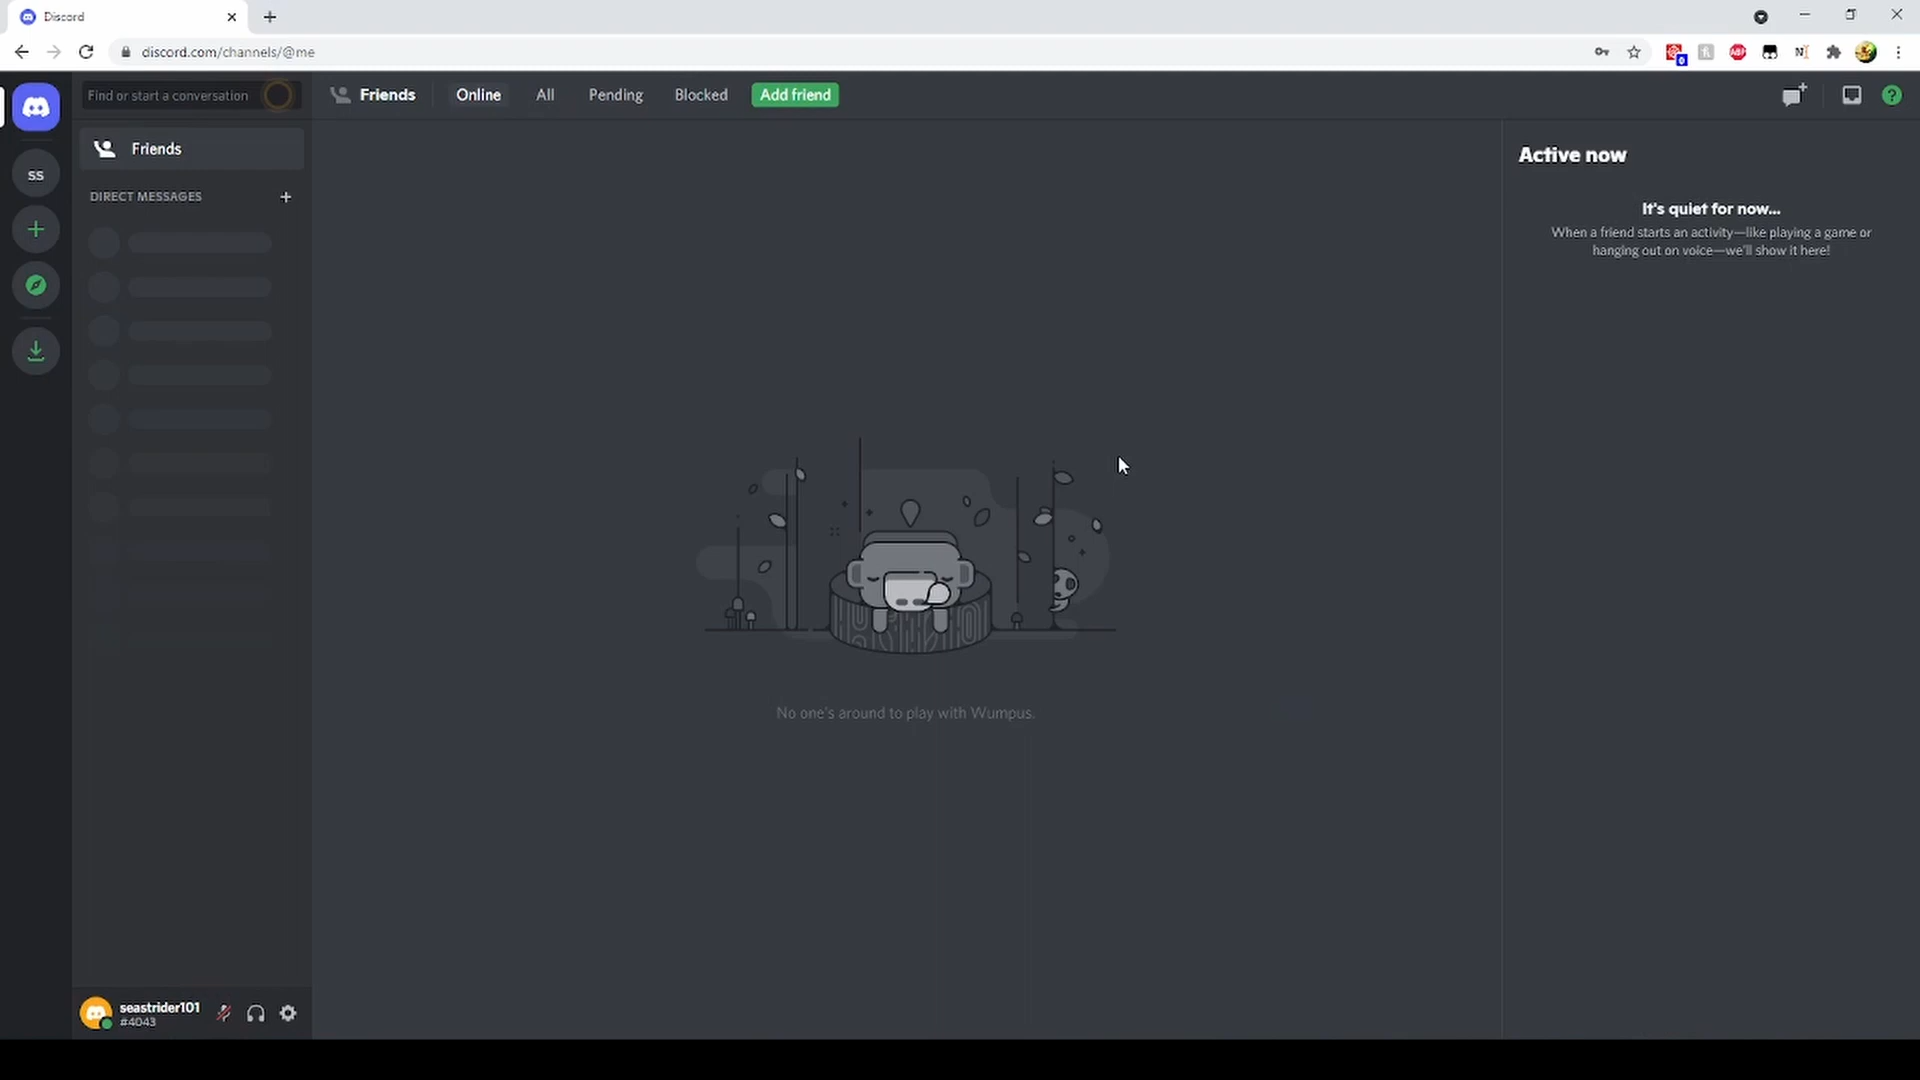 Discord
discord.com/channels/@me
Find or start a conversation
Friends
Online
All
Pending
Blocked
Add friend
Friends
DIRECT MESSAGES
ss
Active now
It's quiet for now...
When a friend starts an activity—like playing a game or
hanging out on voice—we'll show it here!
No one's around to play with Wumpus.
seastrider101
#4043